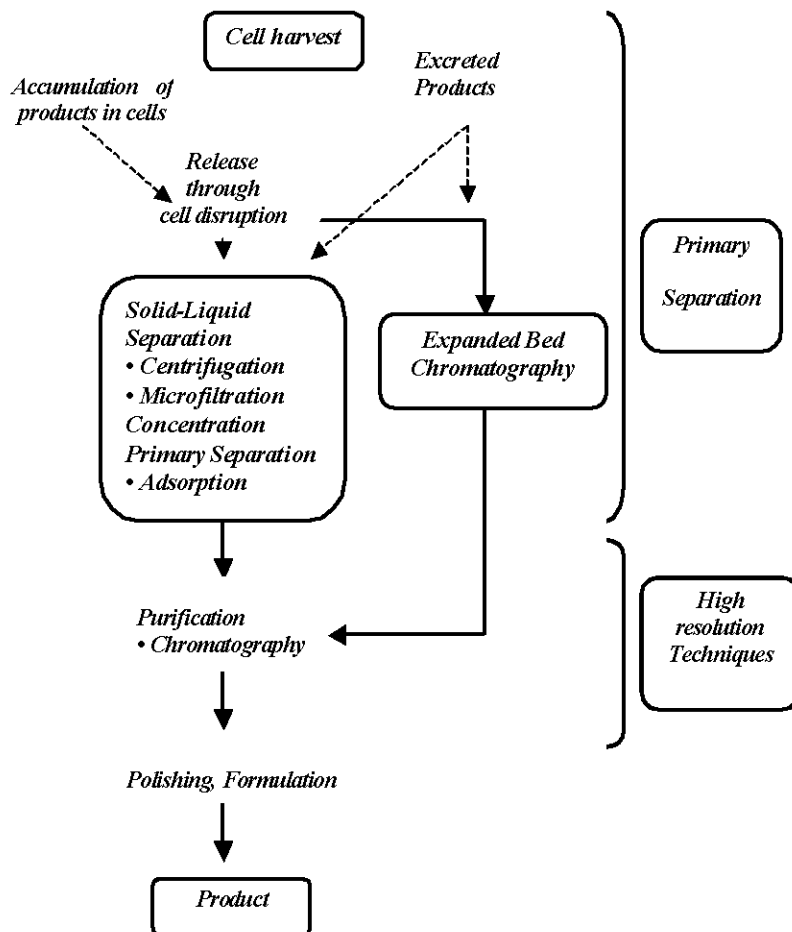 Cell harvest
Accumulation of
products in cells
Excreted
Products
Release
through
cell disruption
Solid-Liquid
Separation
• Centrifugation
• Microfiltration
Concentration
Primary Separation
• Adsorption
Expanded Bed
Chromatography
Primary
Separation
Purification
• Chromatography
High
resolution
Techniques
Polishing, Formulation
Product